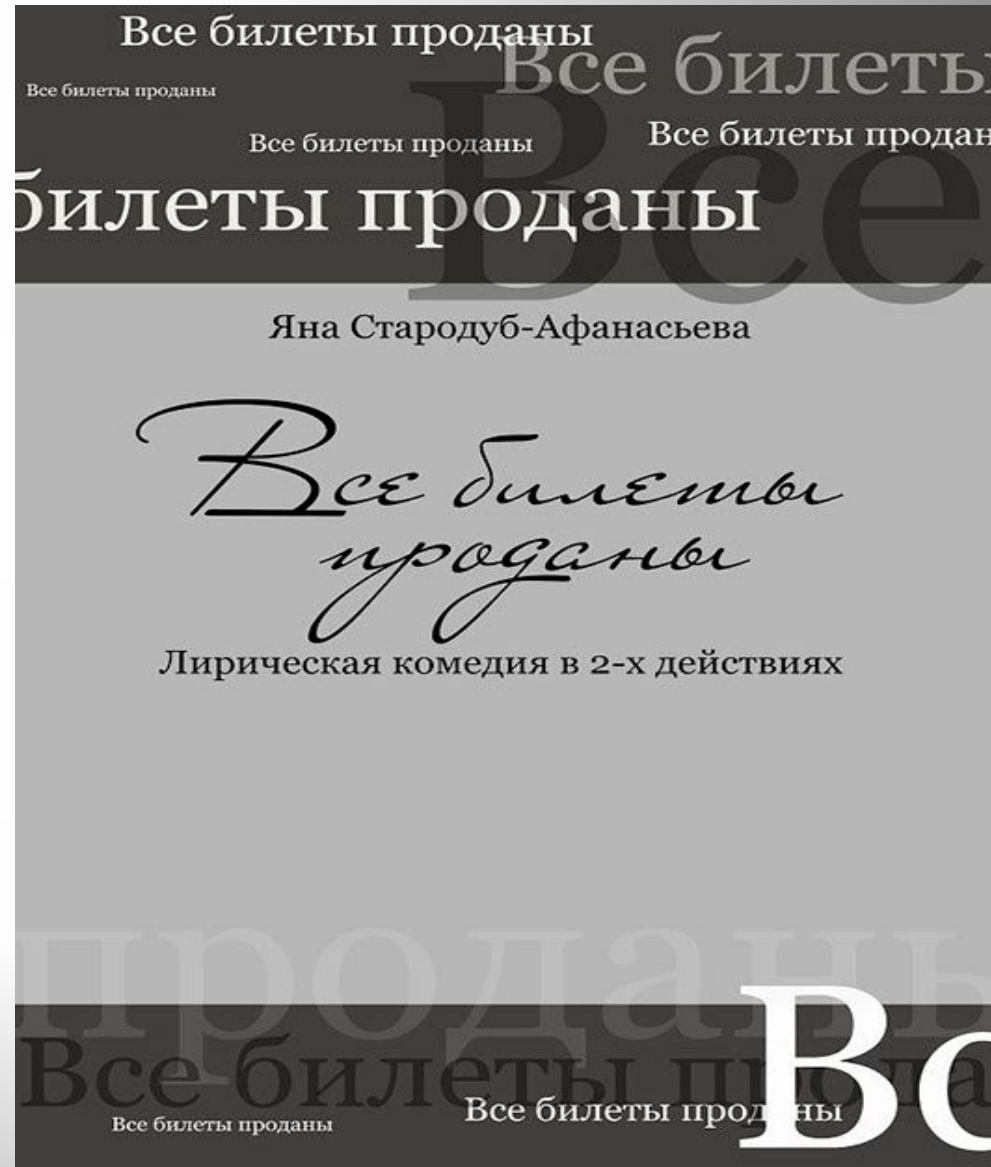 Все билеты проданы
Все билеты
Все билеты проданы
Все билеты продан
Все билеты проданы
билеты проданы
Все
Яна Стародуб-Афанасьева
Все билеты
проданы
Лирическая комедия в 2-х действиях
проданы
Все билеты прода
Вс
Все билеты проданы
Все билеты проданы